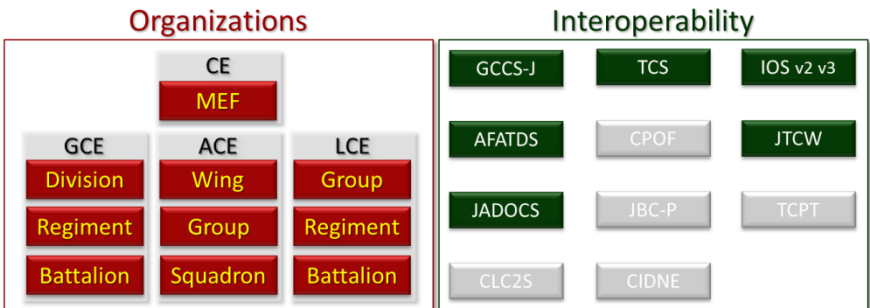 Organizations
CE
MEF
GCE ACE LCE
Division Wing Group
Regiment Group Regiment
Battalion Squadron Battalion
Interoperability
GCCS-J TCS IOS v2 v3
AFATDS CPOF JTCW
JADOCS JBC-P TCPT
CLC2S CIDNE